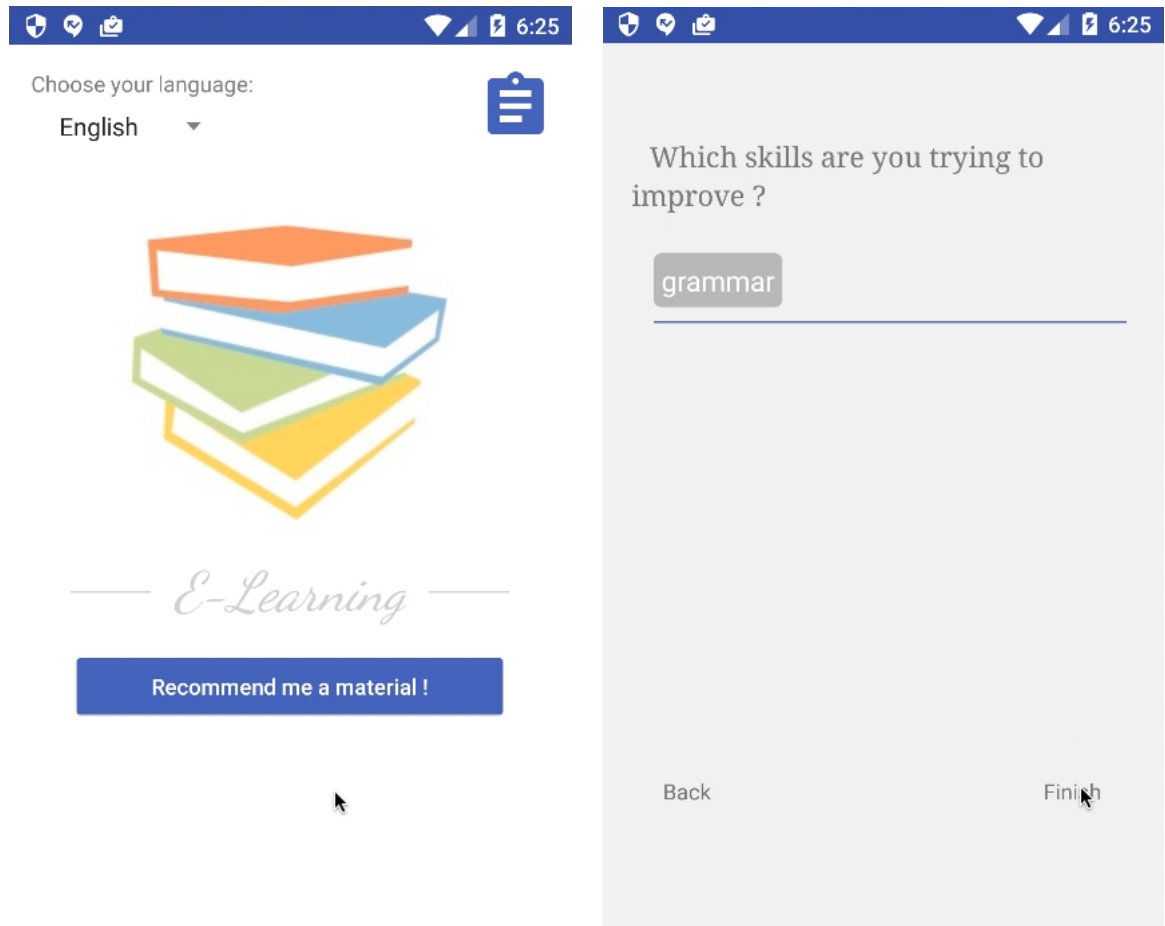 6:25
Choose your language:
English
E-Learning
Recommend me a material !
6:25
Which skills are you trying to
improve ?
grammar
Back
Finish